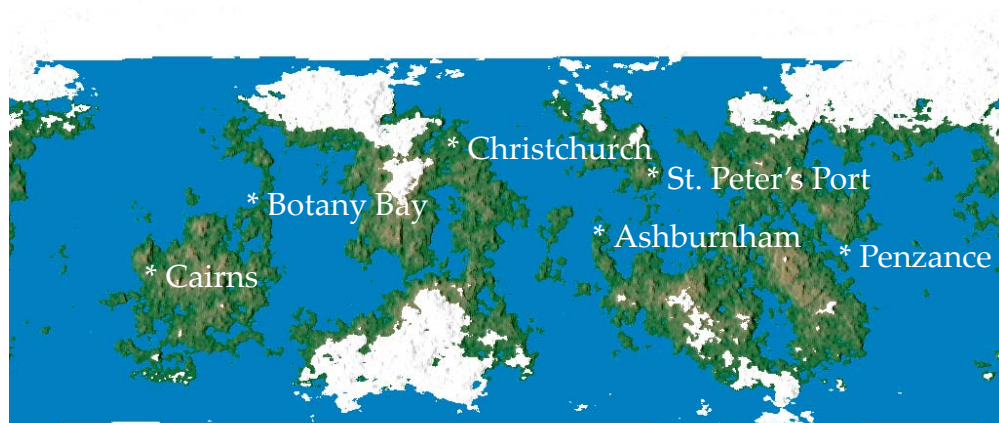 * Christchurch
* St. Peter's Port
* Botany Bay
* Ashburnham
* Penzance
* Cairns